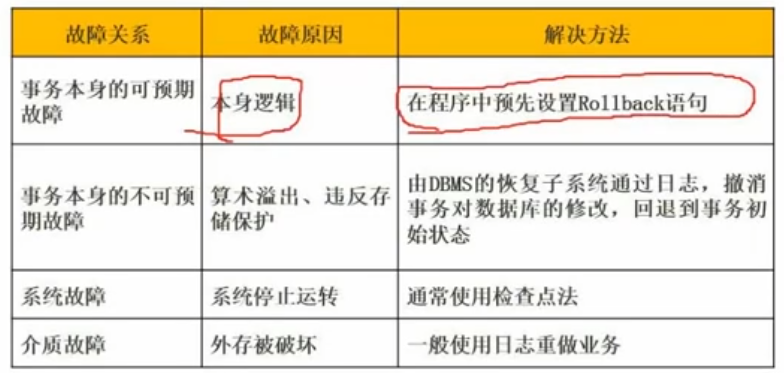 故障关系 故障原因 解决方法
事务本身的可预期
故障
本身逻辑
在程序中预先设置Rollback语句
事务本身的不可预
期故障
算术溢出、违反存
储保护
由DBMS的恢复子系统通过日志，撤消
事务对数据库的修改，回退到事务初
始状态
系统故障 系统停止运转 通常使用检查点法
介质故障 外存被破坏 一般使用日志重做业务